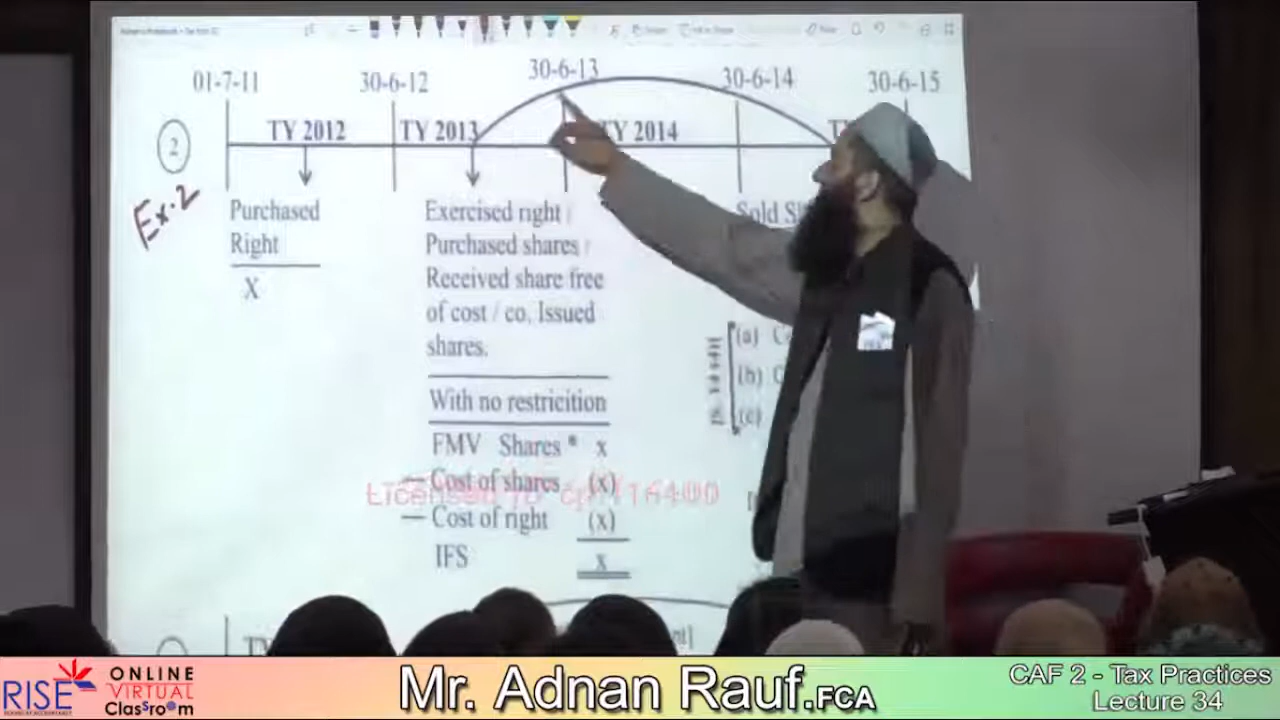 01-7-11 30-6-12 30-6-13 30-6-14 30-6-15
2 TY 2012 TY 2013 TY 2014
Ex.2
Purchased
Right
X
Exercised right /
Purchased shares /
Received share free
of cost / co. Issued
shares.
With no restricition
FMV Shares * x
— Cost of shares (x)
— Cost of right (x)
IFS x
Sold
(a)
(b)
(c)
Licensed to
RISE
ONLINE
VIRTUAL
Classroom
Mr. Adnan Rauf.FCA
CAF 2 - Tax Practices
Lecture 34